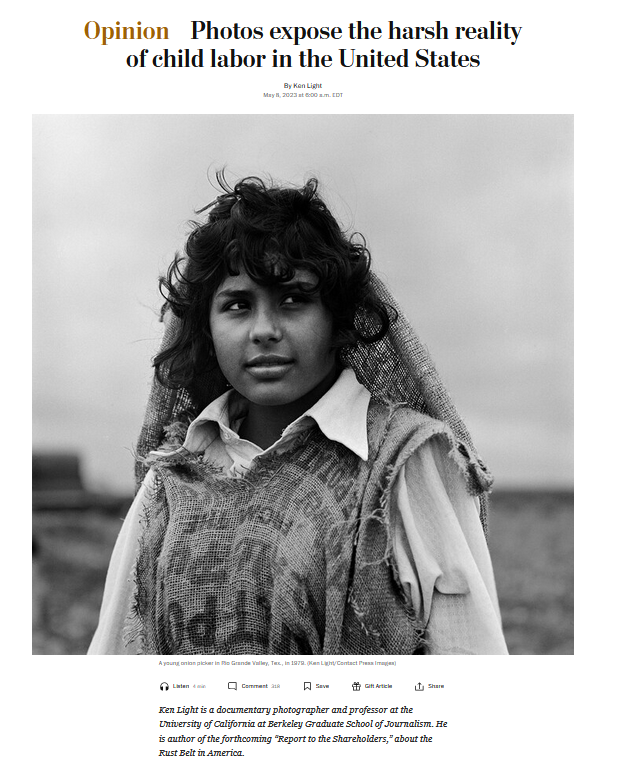 Opinion Photos expose the harsh reality
of child labor in the United States
By Ken Light
May 8, 2023 at 6:00 a.m. EDT
A young onion picker in Rio Grande Valley, Tex., in 1979. (Ken Light/Contact Press Images)
Listen 4 min Comment 318 Save Gift Article Share
Ken Light is a documentary photographer and professor at the
University of California at Berkeley Graduate School of Journalism. He
is author of the forthcoming “Report to the Shareholders,” about the
Rust Belt in America.